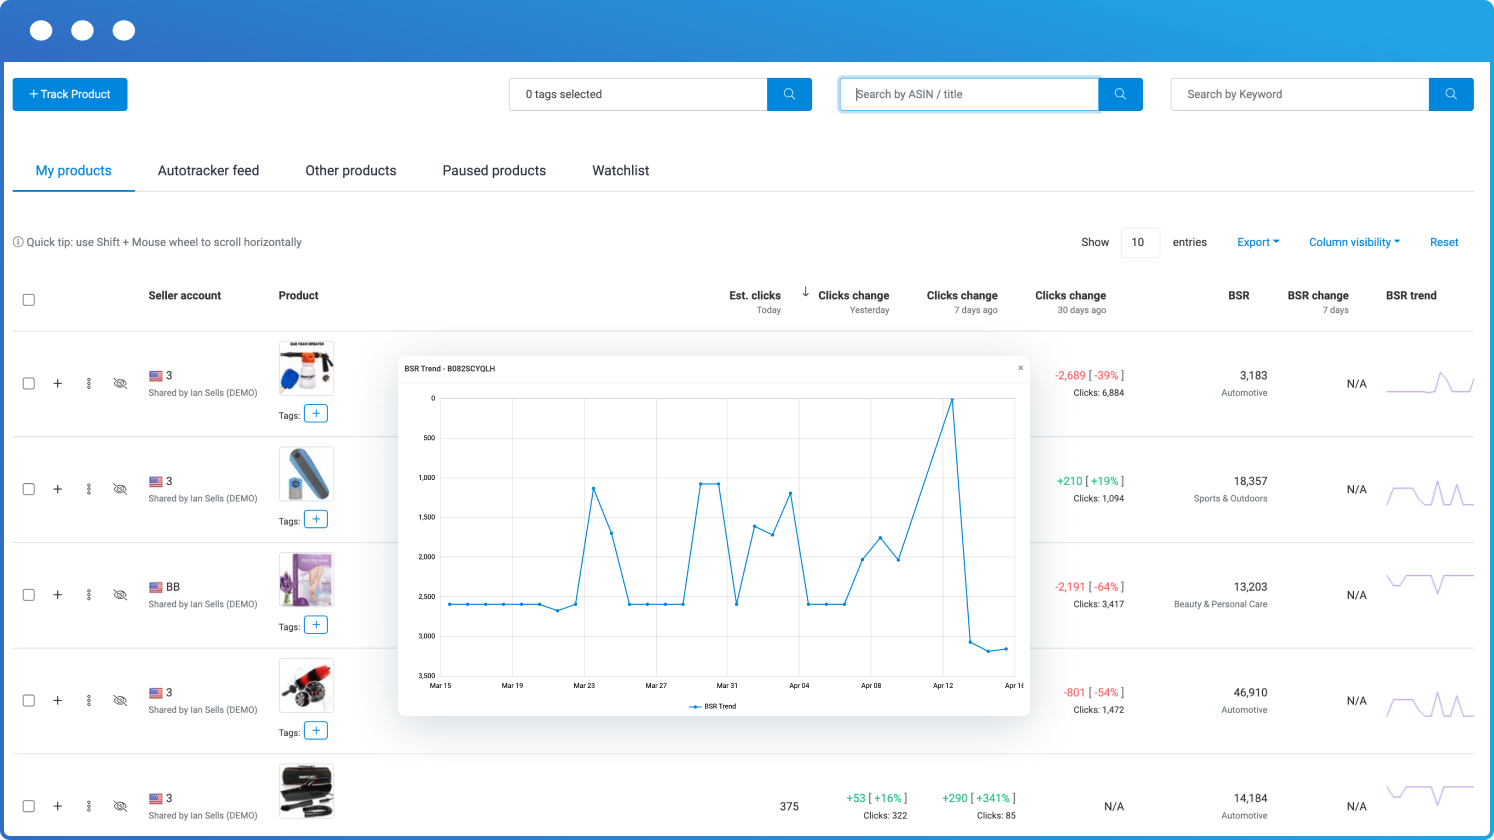 + Track Product
0 tags selected
Search by ASIN / title
Search by Keyword
My products
Autotracker feed
Other products
Paused products
Watchlist
Quick tip: use Shift + Mouse wheel to scroll horizontally
Show 10 entries
Export
Column visibility
Reset
Seller account
Product
Est. clicks
Today
Clicks change
Yesterday
Clicks change
7 days ago
Clicks change
30 days ago
BSR
BSR change
7 days
BSR trend
3
Shared by Ian Sells (DEMO)
Tags: +
-2,689 [ -39% ]
Clicks: 6,884
3,183
Automotive
N/A
3
Shared by Ian Sells (DEMO)
Tags: +
+210 [ +19% ]
Clicks: 1,094
18,357
Sports & Outdoors
N/A
BB
Shared by Ian Sells (DEMO)
Tags: +
-2,191 [ -64% ]
Clicks: 3,417
13,203
Beauty & Personal Care
N/A
3
Shared by Ian Sells (DEMO)
Tags: +
-801 [ -54% ]
Clicks: 1,472
46,910
Automotive
N/A
3
Shared by Ian Sells (DEMO)
375
+53 [ +16% ]
Clicks: 322
+290 [ +341% ]
Clicks: 85
N/A
14,184
Automotive
N/A
BSR Trend - B082SCYQLH
×
0
500
1,000
1,500
2,000
2,500
3,000
3,500
Mar 15
Mar 19
Mar 23
Mar 27
Mar 31
Apr 04
Apr 08
Apr 12
Apr 16
BSR Trend